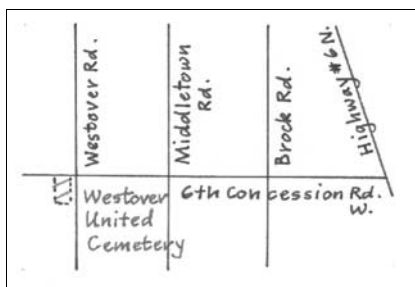 Westover Rd.
Middletown
Rd.
Brock Rd.
Highway #6 N.
6th Concession Rd.
W.
Westover
United
Cemetery